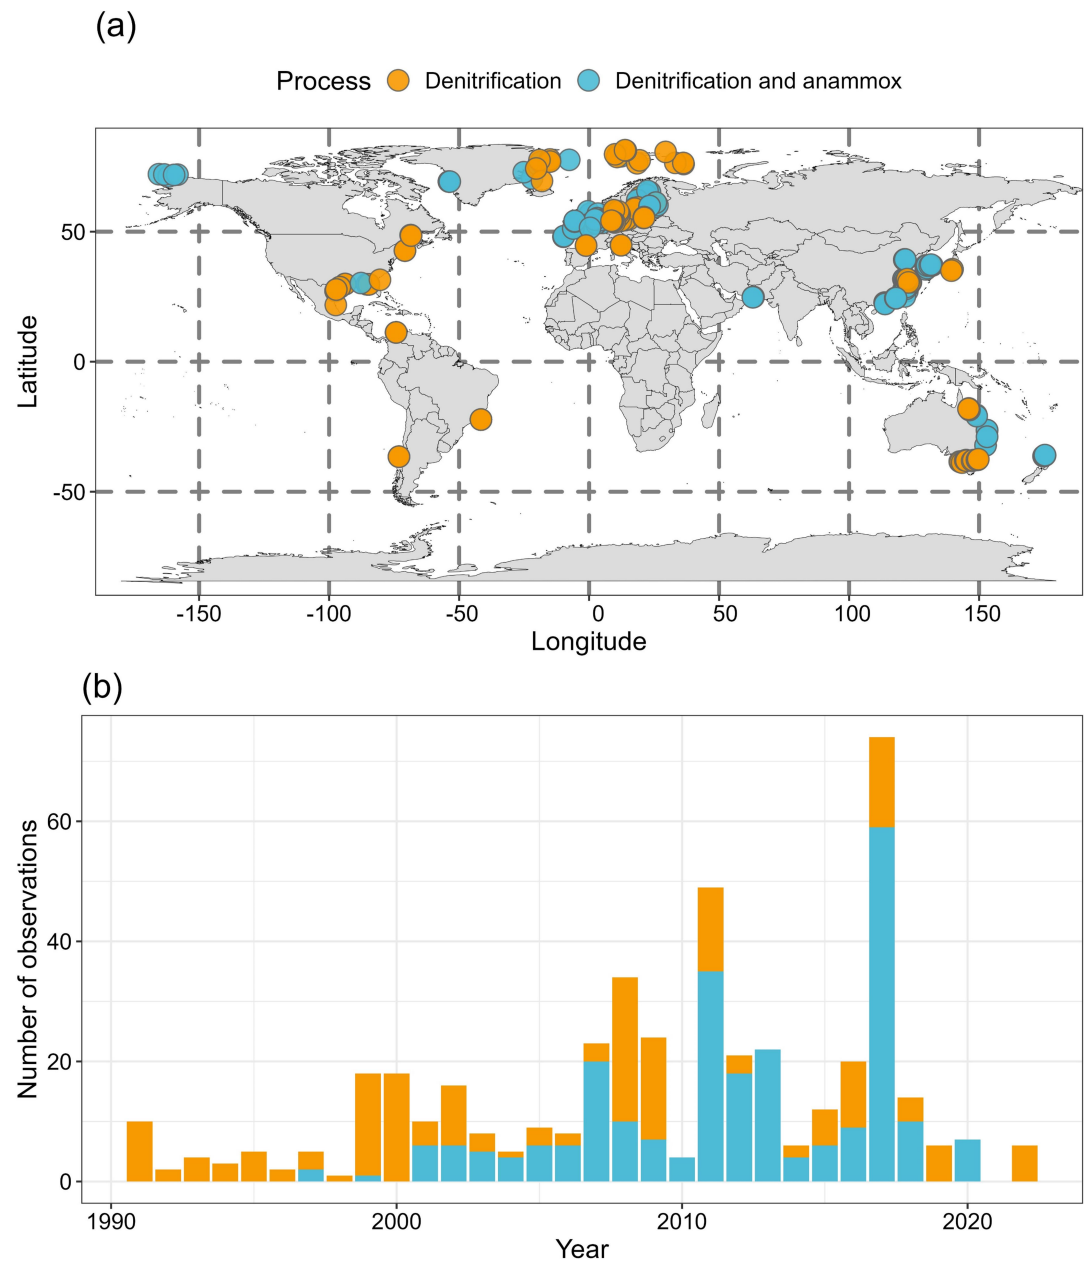 (a)
Process Denitrification Denitrification and anammox
Latitude
50
0
-50
-150 -100 -50 0 50 100 150
Longitude
(b)
Number of observations
60
40
20
0
1990 2000 2010 2020
Year